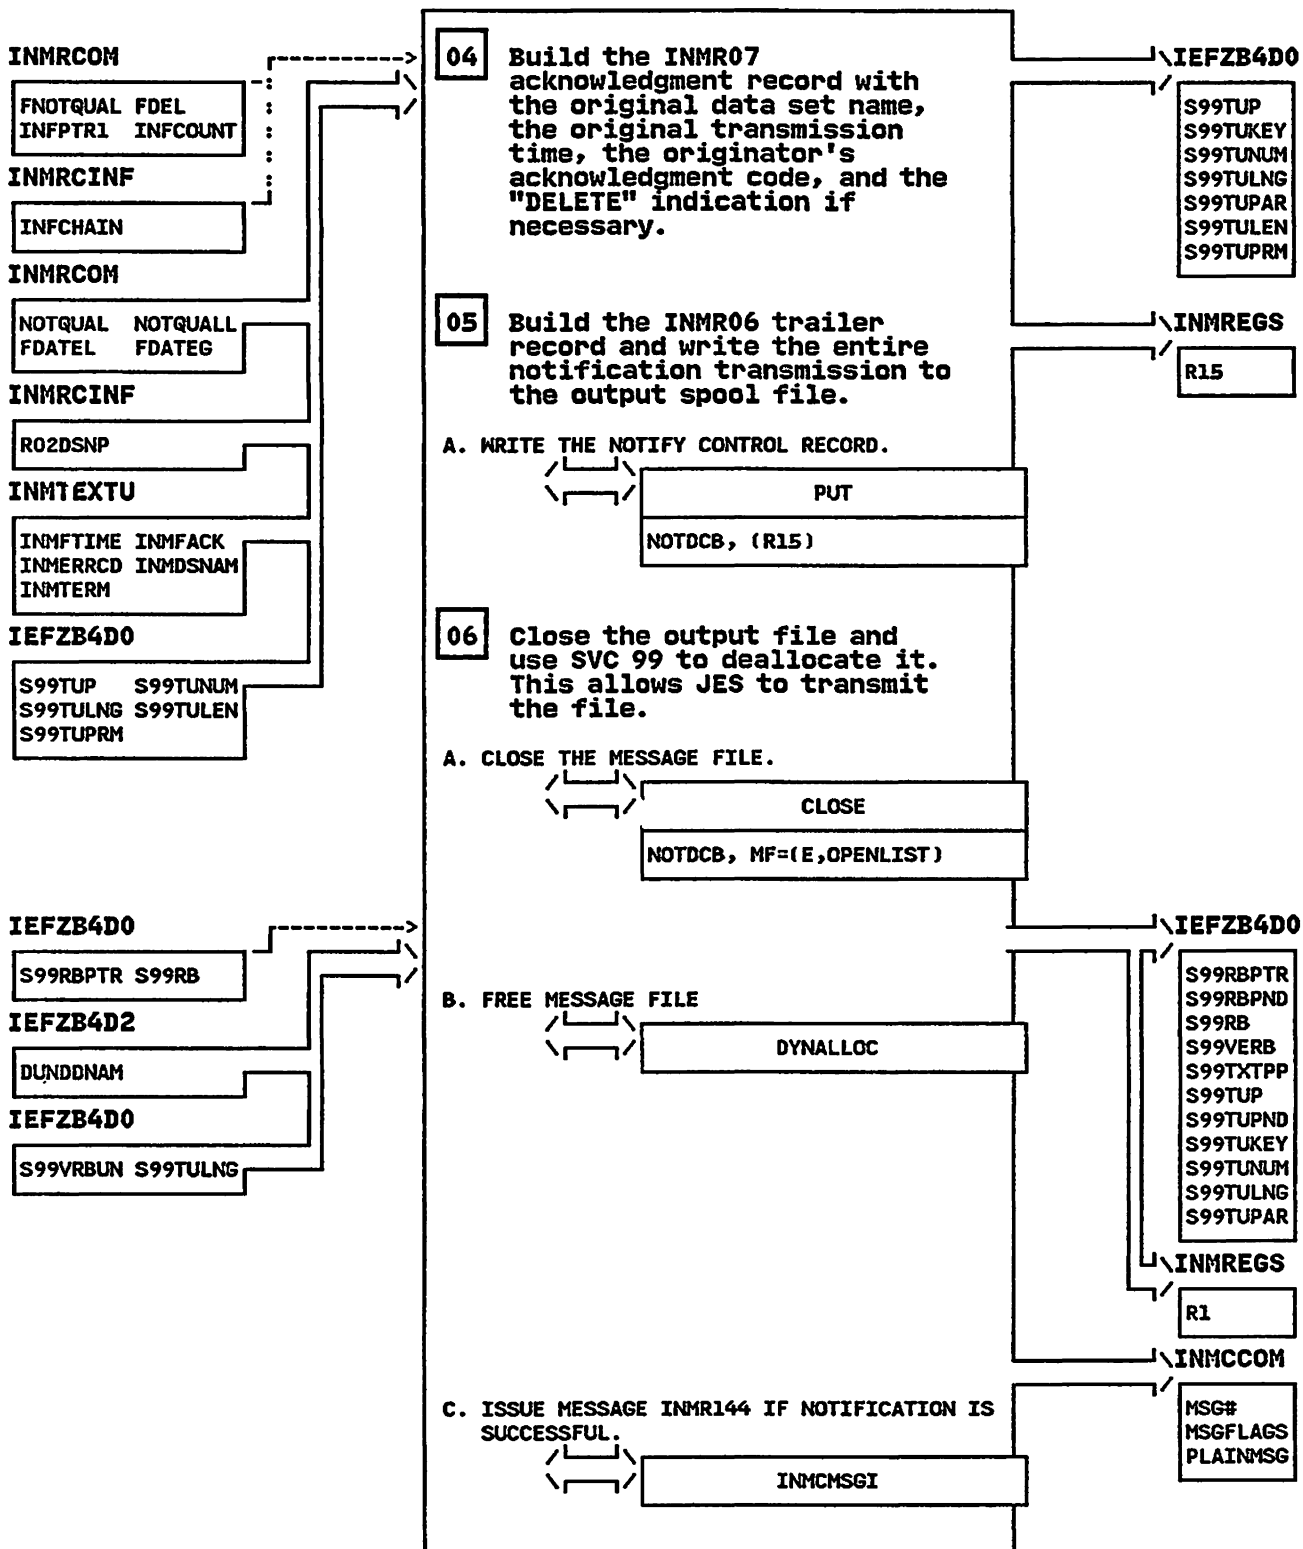 INMRCOM
FNOTQUAL FDEL
INFPTR1 INFCOUNT
INMRCINF
INFCHAIN
INMRCOM
NOTQUAL NOTQUALL
FDATEL FDATEG
INMRCINF
R02DSNP
INMTEXTU
INMFTIME INMFACK
INMERRCD INMDSNAM
INMTERM
IEFZB4D0
S99TUP S99TUNUM
S99TULNG S99TULEN
S99TUPRM
04 Build the INMR07
acknowledgment record with
the original data set name,
the original transmission
time, the originator's
acknowledgment code, and the
"DELETE" indication if
necessary.
IEFZB4D0
S99TUP
S99TUKEY
S99TUNUM
S99TULNG
S99TUPAR
S99TULEN
S99TUPRM
05 Build the INMR06 trailer
record and write the entire
notification transmission to
the output spool file.
INMREGS
R15
A. WRITE THE NOTIFY CONTROL RECORD.
PUT
NOTDCB, (R15)
06 Close the output file and
use SVC 99 to deallocate it.
This allows JES to transmit
the file.
A. CLOSE THE MESSAGE FILE.
CLOSE
NOTDCB, MF=(E,OPENLIST)
IEFZB4D0
S99RBPTR S99RB
IEFZB4D2
DUNDDNAM
IEFZB4D0
S99VRBUN S99TULNG
B. FREE MESSAGE FILE
DYNALLOC
IEFZB4D0
S99RBPTR
S99RBPND
S99RB
S99VERB
S99TXTPP
S99TUP
S99TUPND
S99TUKEY
S99TUNUM
S99TULNG
S99TUPAR
INMREGS
R1
INMCCOM
MSG#
MSGFLAGS
PLAINMSG
C. ISSUE MESSAGE INMR144 IF NOTIFICATION IS
SUCCESSFUL.
INMCMSGI